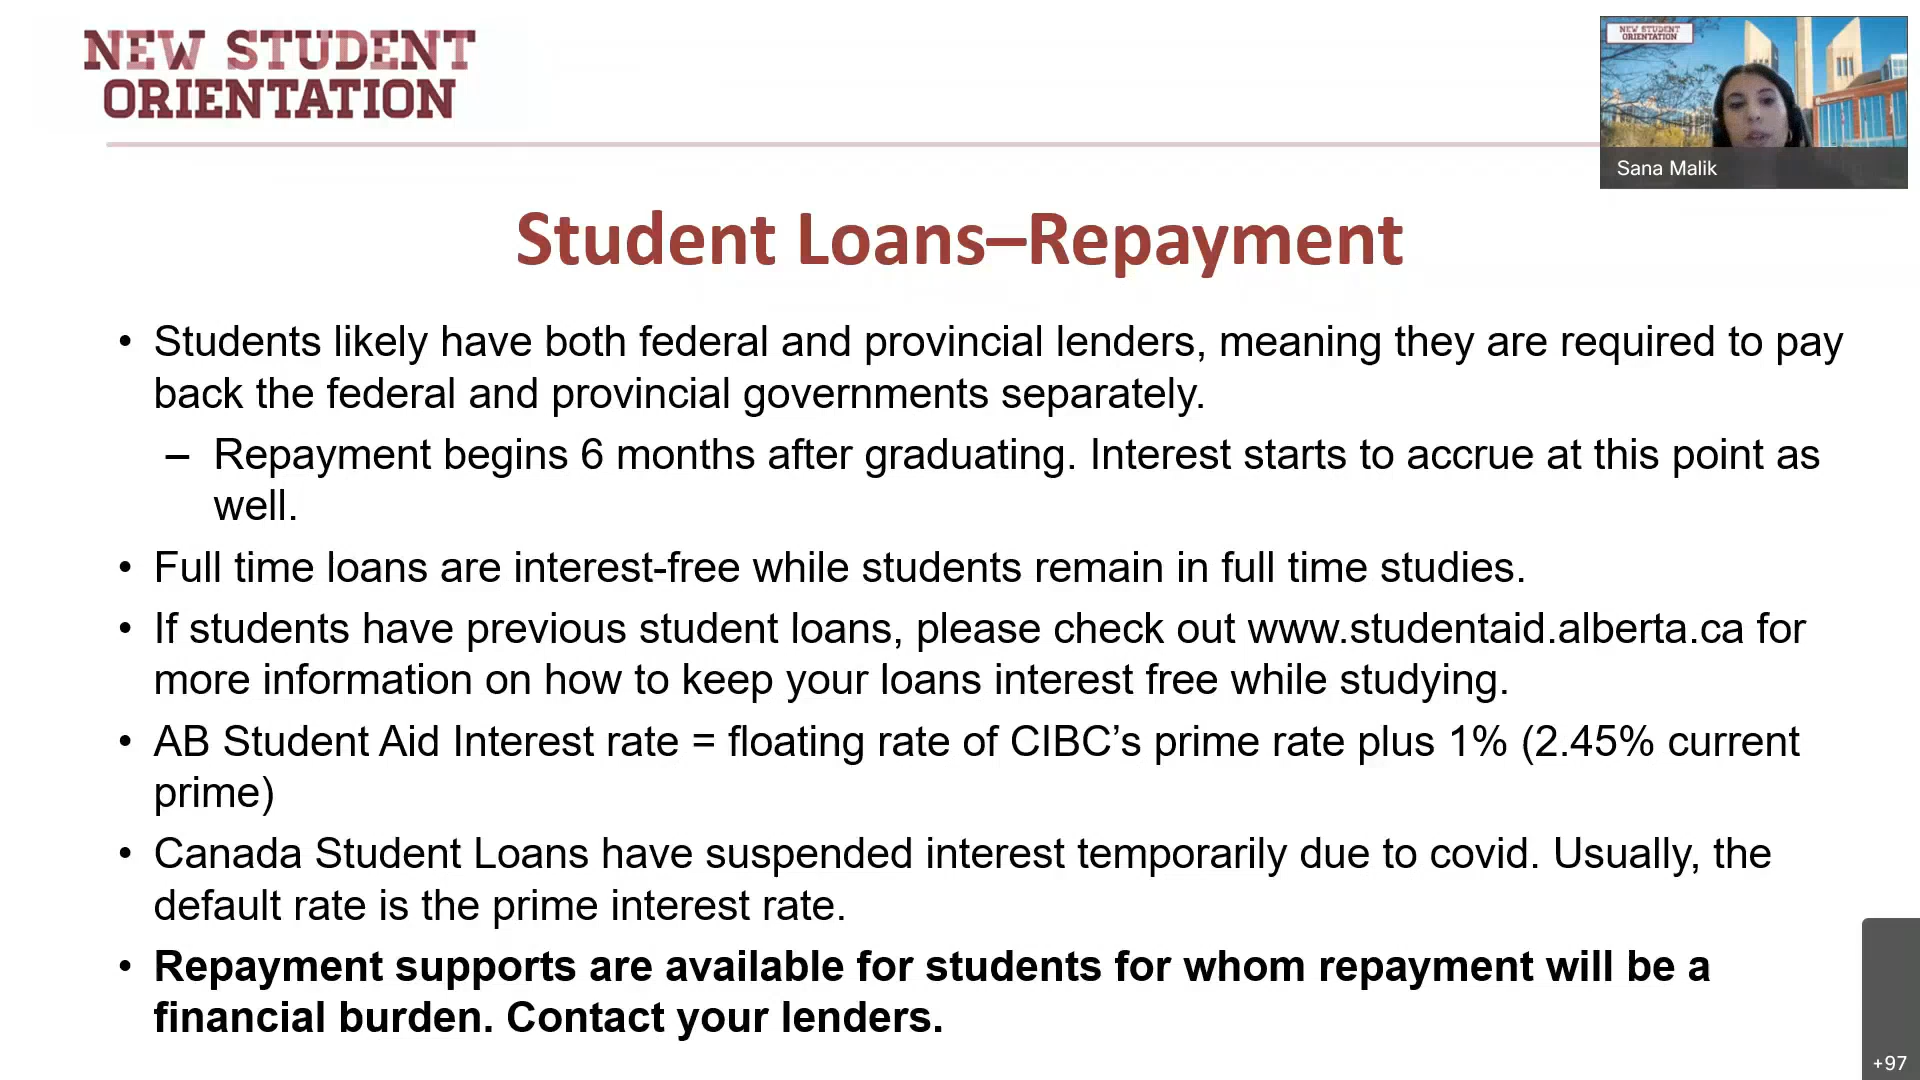 NEW STUDENT
ORIENTATION
NEW STUDENT
ORIENTATION
Sana Malik
Student Loans–Repayment
• Students likely have both federal and provincial lenders, meaning they are required to pay
back the federal and provincial governments separately.
– Repayment begins 6 months after graduating. Interest starts to accrue at this point as
well.
• Full time loans are interest-free while students remain in full time studies.
• If students have previous student loans, please check out www.studentaid.alberta.ca for
more information on how to keep your loans interest free while studying.
• AB Student Aid Interest rate = floating rate of CIBC’s prime rate plus 1% (2.45% current
prime)
• Canada Student Loans have suspended interest temporarily due to covid. Usually, the
default rate is the prime interest rate.
• Repayment supports are available for students for whom repayment will be a
financial burden. Contact your lenders.
+97